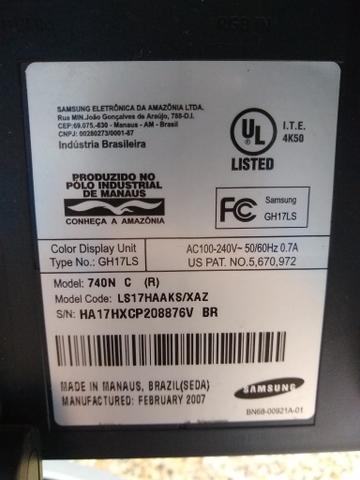 SAMSUNG ELETRÔNICA DA AMAZÔNIA LTDA.
Rua MIN.João Gonçalves de Araújo, 788-D.I.
CEP:69.075-830 - Manaus - AM - Brasil
CNPJ: 00280273/0001-67
Indústria Brasileira
UL
LISTED
I.T.E.
4K50
PRODUZIDO NO
PÓLO INDUSTRIAL
DE MANAUS
CONHEÇA A AMAZÔNIA
FC
Samsung
GH17LS
Color Display Unit
Type No.: GH17LS
AC100-240V~ 50/60Hz 0.7A
US PAT. NO.5,670,972
Model: 740N C (R)
Model Code: LS17HAAKS/XAZ
S/N: HA17HXCP208876V BR
MADE IN MANAUS, BRAZIL(SEDA)
MANUFACTURED: FEBRUARY 2007
SAMSUNG
BN68-00921A-01